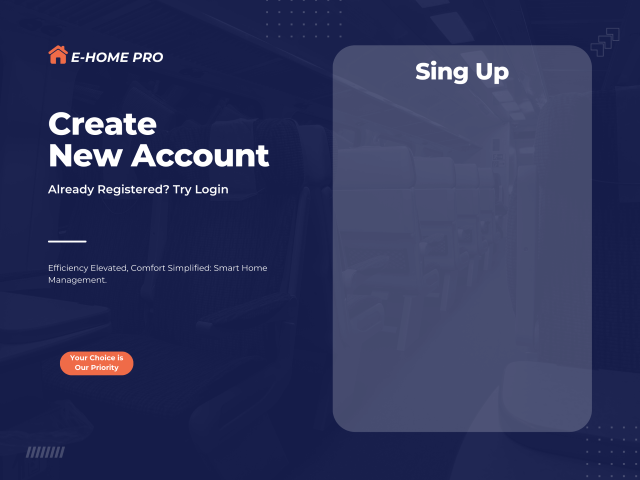 E-HOME PRO
Create
New Account
Already Registered? Try Login
Efficiency Elevated, Comfort Simplified: Smart Home
Management.
Your Choice is
Our Priority
Sing Up